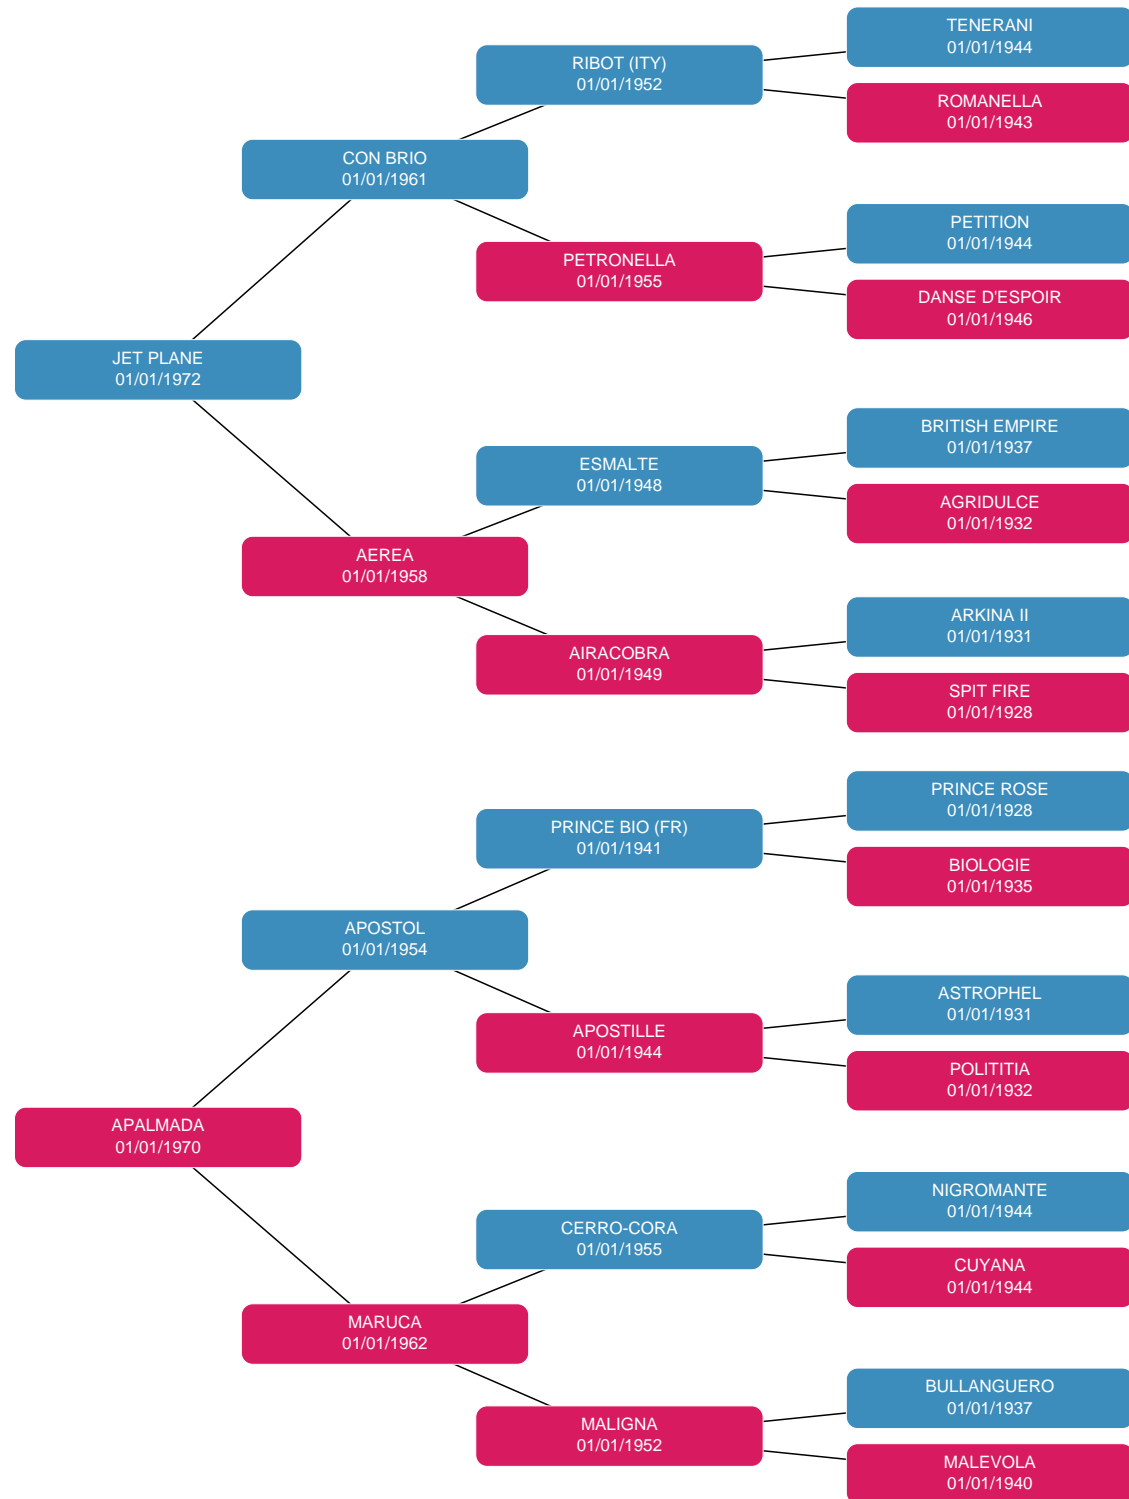 TENERANI
01/01/1944
RIBOT (ITY)
01/01/1952
ROMANELLA
01/01/1943
CON BRIO
01/01/1961
PETITION
01/01/1944
PETRONELLA
01/01/1955
DANSE D'ESPOIR
01/01/1946
JET PLANE
01/01/1972
BRITISH EMPIRE
01/01/1937
ESMALTE
01/01/1948
AGRIDULCE
01/01/1932
AEREA
01/01/1958
ARKINA II
01/01/1931
AIRACOBRA
01/01/1949
SPIT FIRE
01/01/1928
PRINCE ROSE
01/01/1928
PRINCE BIO (FR)
01/01/1941
BIOLOGIE
01/01/1935
APOSTOL
01/01/1954
ASTROPHEL
01/01/1931
APOSTILLE
01/01/1944
POLITITIA
01/01/1932
APALMADA
01/01/1970
NIGROMANTE
01/01/1944
CERRO-CORA
01/01/1955
CUYANA
01/01/1944
MARUCA
01/01/1962
BULLANGUERO
01/01/1937
MALIGNA
01/01/1952
MALEVOLA
01/01/1940